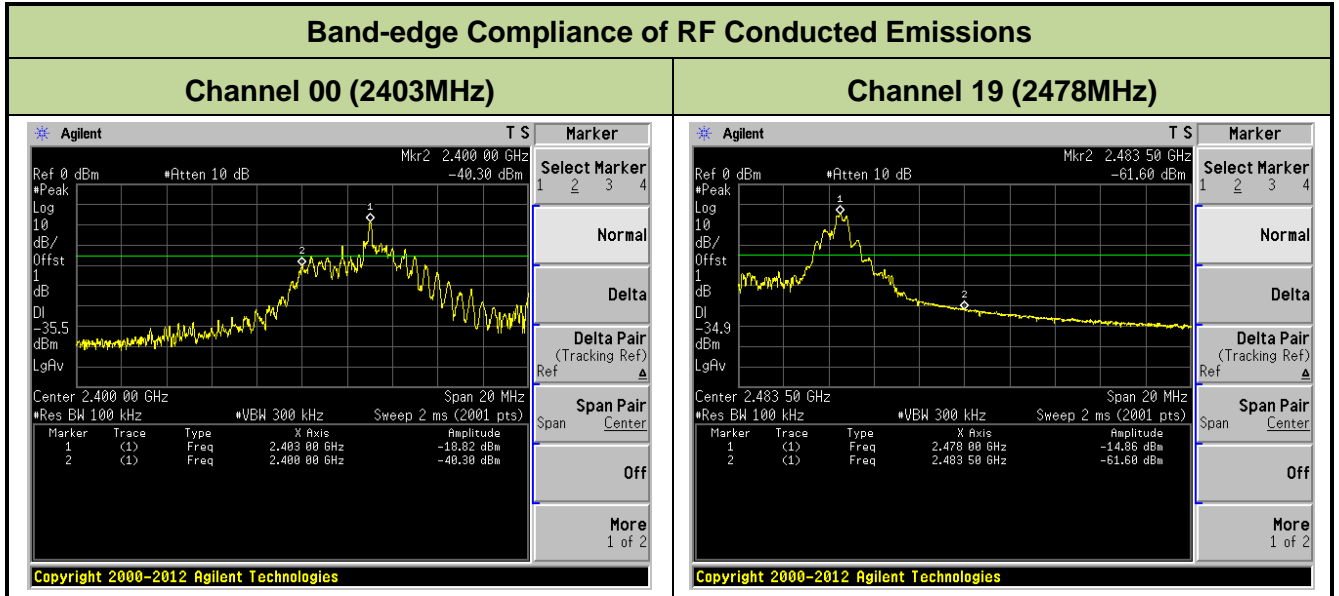 Band-edge Compliance of RF Conducted Emissions
Channel 00 (2403MHz)
Channel 19 (2478MHz)
Agilent T S
Mkr2 2.400 00 GHz
Ref 0 dBm #Atten 10 dB -40.30 dBm
#Peak
Log
10
dB/
Offst
1
dB
DI
-35.5
dBm
LgAv
1
2
Center 2.400 00 GHz Span 20 MHz
#Res BW 100 kHz #VBW 300 kHz Sweep 2 ms (2001 pts)
Marker Trace Type X Axis Amplitude
1 (1) Freq 2.403 00 GHz -18.82 dBm
2 (1) Freq 2.400 00 GHz -40.30 dBm
Marker
Select Marker
1 2 3 4
Normal
Delta
Delta Pair
(Tracking Ref)
Ref Δ
Span Pair
Span Center
Off
More
1 of 2
Copyright 2000-2012 Agilent Technologies
Agilent T S
Mkr2 2.483 50 GHz
Ref 0 dBm #Atten 10 dB -61.60 dBm
#Peak
Log
10
dB/
Offst
1
dB
DI
-34.9
dBm
LgAv
1
2
Center 2.483 50 GHz Span 20 MHz
#Res BW 100 kHz #VBW 300 kHz Sweep 2 ms (2001 pts)
Marker Trace Type X Axis Amplitude
1 (1) Freq 2.478 00 GHz -14.86 dBm
2 (1) Freq 2.483 50 GHz -61.60 dBm
Marker
Select Marker
1 2 3 4
Normal
Delta
Delta Pair
(Tracking Ref)
Ref Δ
Span Pair
Span Center
Off
More
1 of 2
Copyright 2000-2012 Agilent Technologies